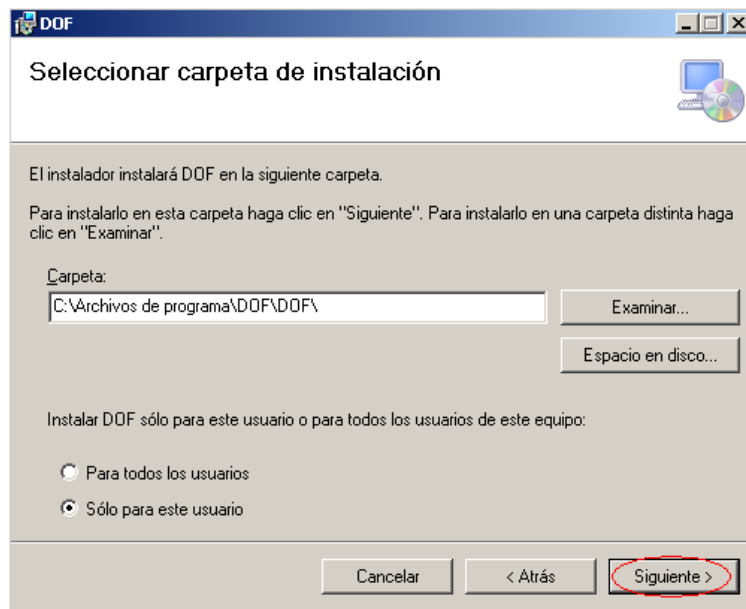 DOF
Seleccionar carpeta de instalación
El instalador instalará DOF en la siguiente carpeta.
Para instalarlo en esta carpeta haga clic en "Siguiente". Para instalarlo en una carpeta distinta haga
clic en "Examinar".
Carpeta:
C:\Archivos de programa\DOF\DOF\
Examinar...
Espacio en disco...
Instalar DOF sólo para este usuario o para todos los usuarios de este equipo:
Para todos los usuarios
Sólo para este usuario
Cancelar
< Atrás
Siguiente >